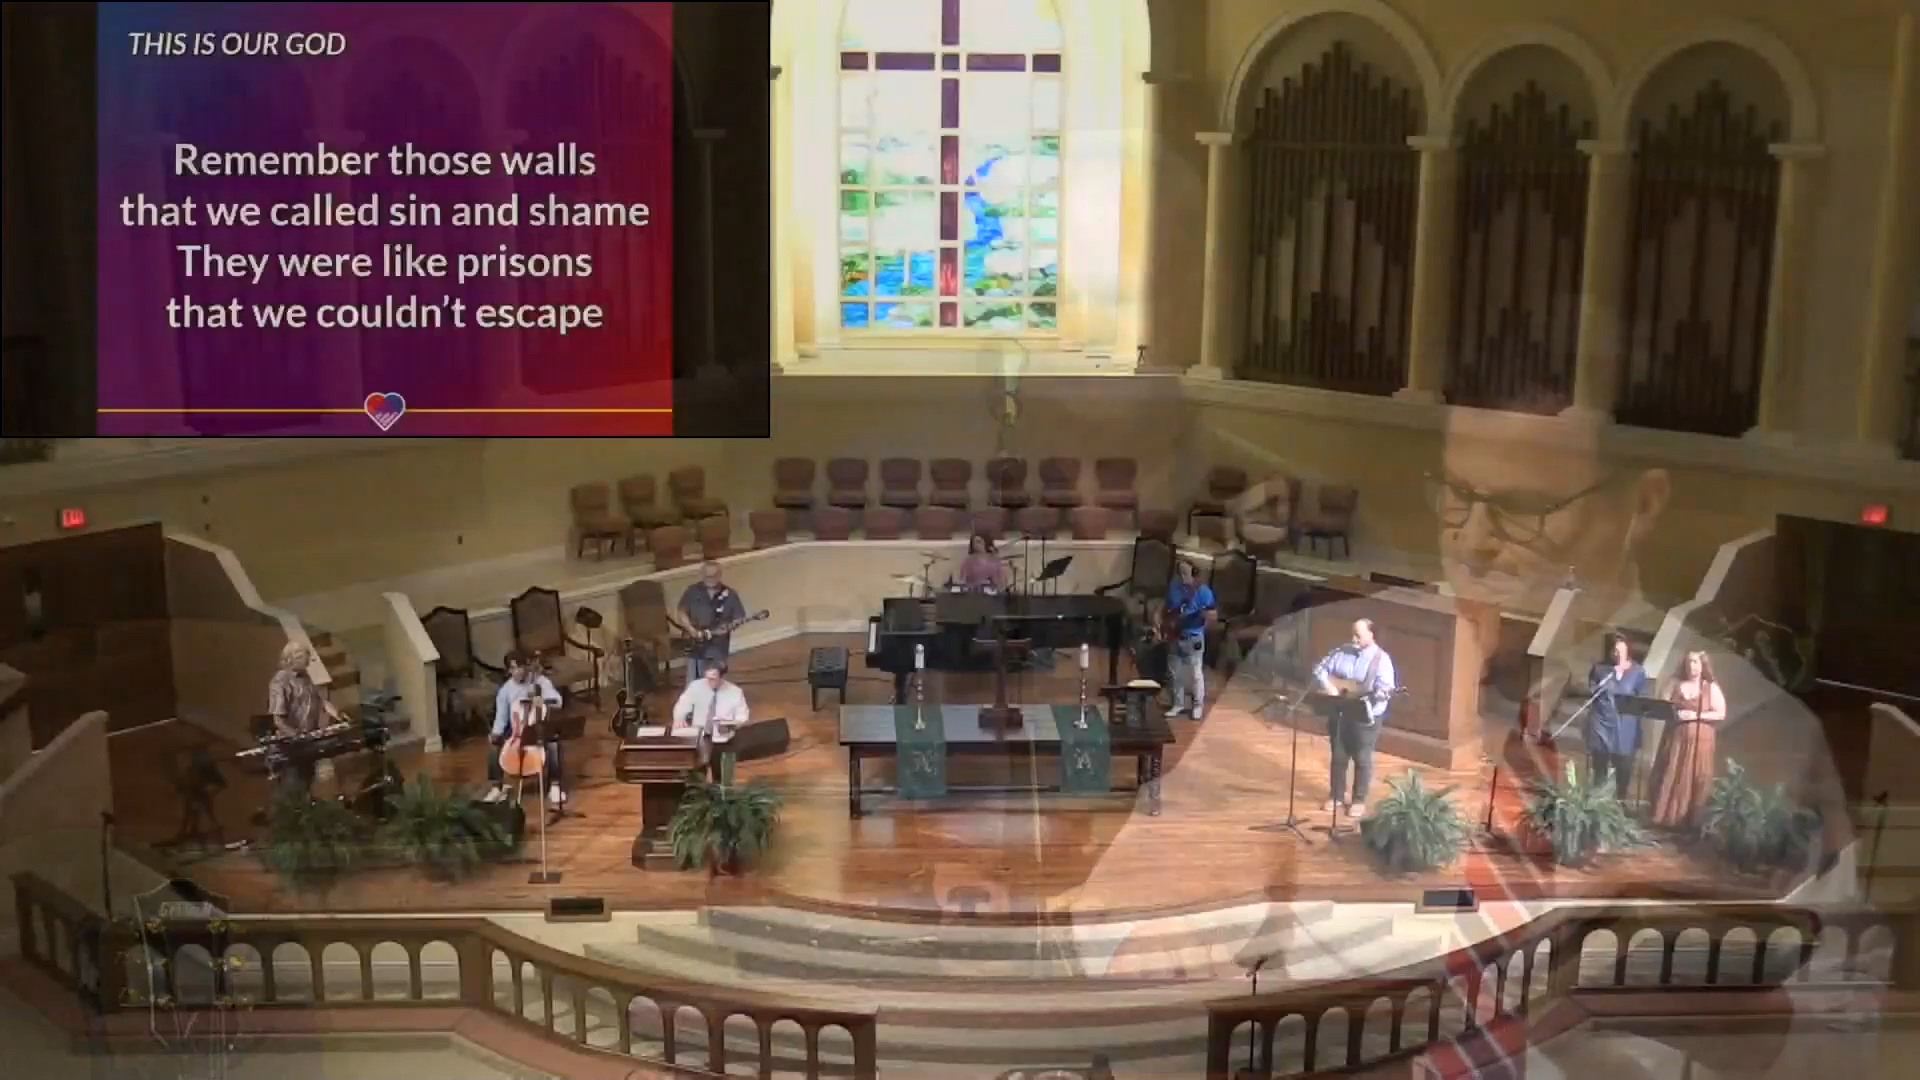 THIS IS OUR GOD
Remember those walls
that we called sin and shame
They were like prisons
that we couldn't escape